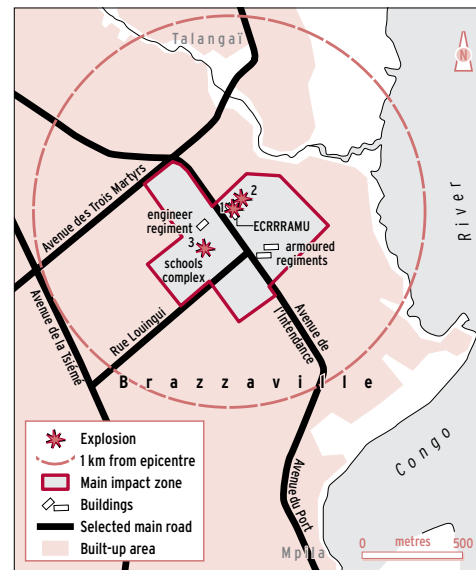 Talangaï
N
River
Avenue des Trois Martyrs
2
1
engineer
regiment
ECRRRAMU
3
armoured
regiments
schools
complex
Avenue de la Tsiémé
Rue Louingui
Avenue de
l'Intendance
Brazzaville
Congo
Avenue du Port
Mpila
Explosion
1 km from epicentre
Main impact zone
Buildings
Selected main road
Built-up area
0 metres 500